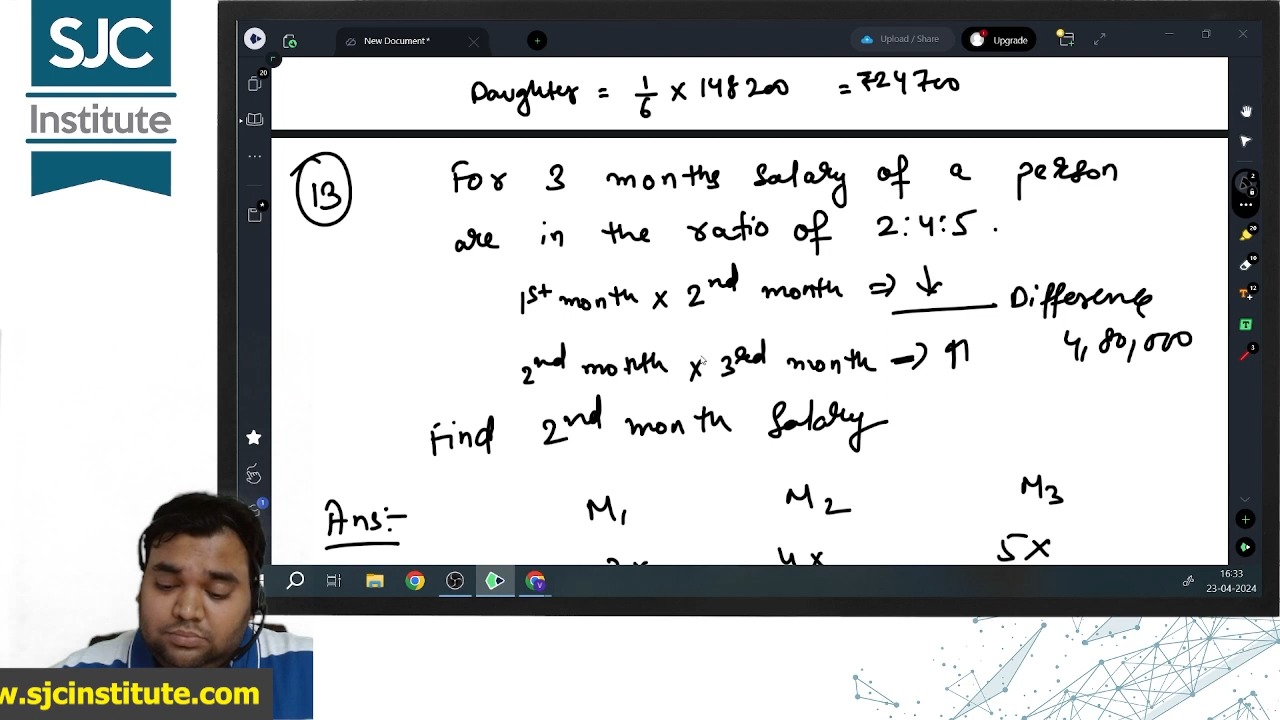 SJC
Institute
New Document*
Upload / Share
Upgrade
Daughter = 1/6 × 148200 = ₹24700
13
For 3 months salary of a person
are in the ratio of 2:4:5.
1st month × 2nd month ⇒ ↓
Difference
4,80,000
2nd month × 3rd month ⇒ ↑
Find 2nd month salary
Ans:-
M1 M2 M3
4x 5x
16:33
23-04-2024
w.sjcinstitute.com